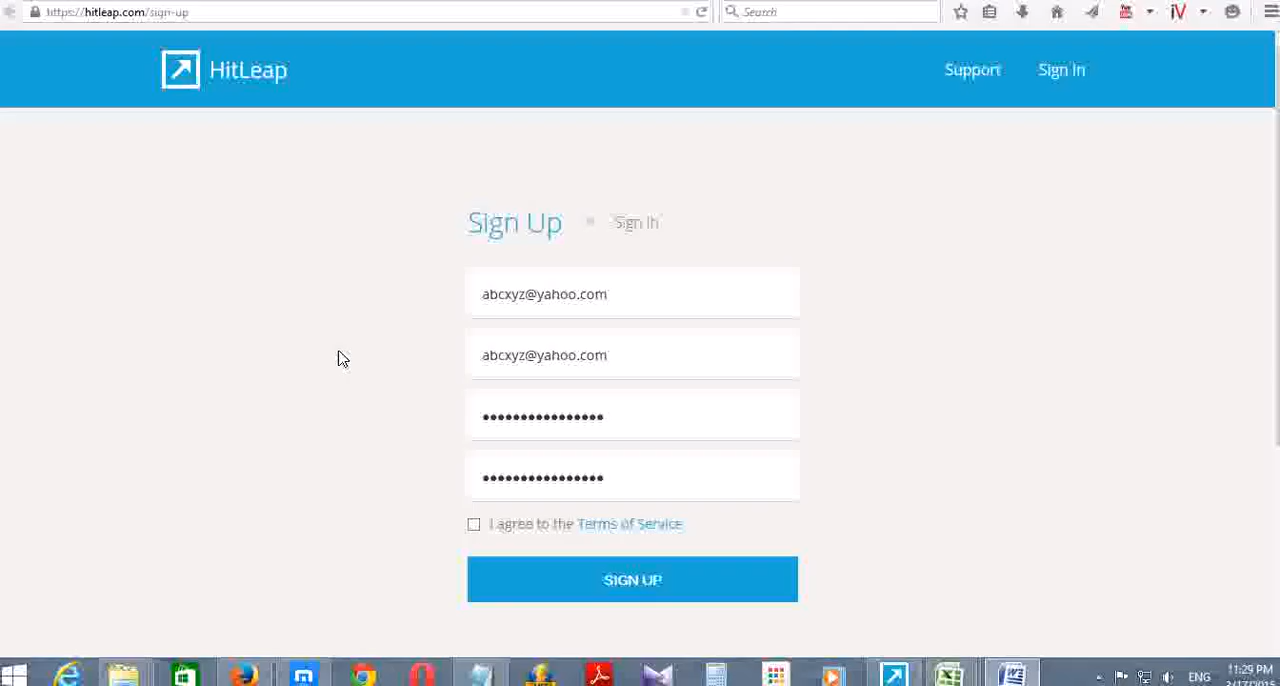 https://hitleap.com/sign-up
Search
HitLeap
Support
Sign In
Sign Up
Sign In
abcxyz@yahoo.com
abcxyz@yahoo.com
••••••••••••••••
••••••••••••••••
I agree to the Terms of Service
SIGN UP
ENG
11:29 PM